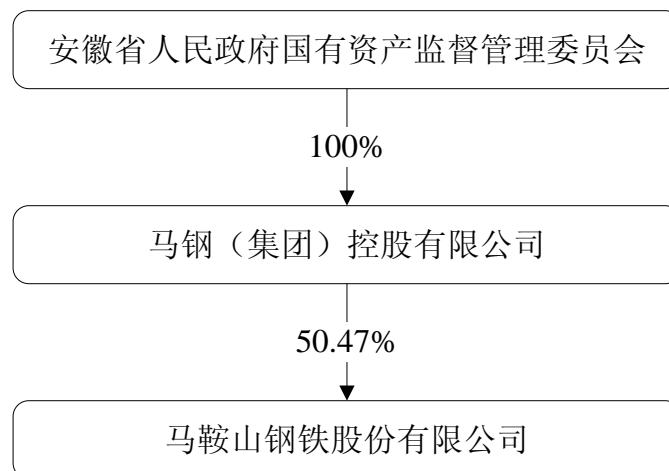 安徽省人民政府国有资产监督管理委员会
100%
马钢（集团）控股有限公司
50.47%
马鞍山钢铁股份有限公司